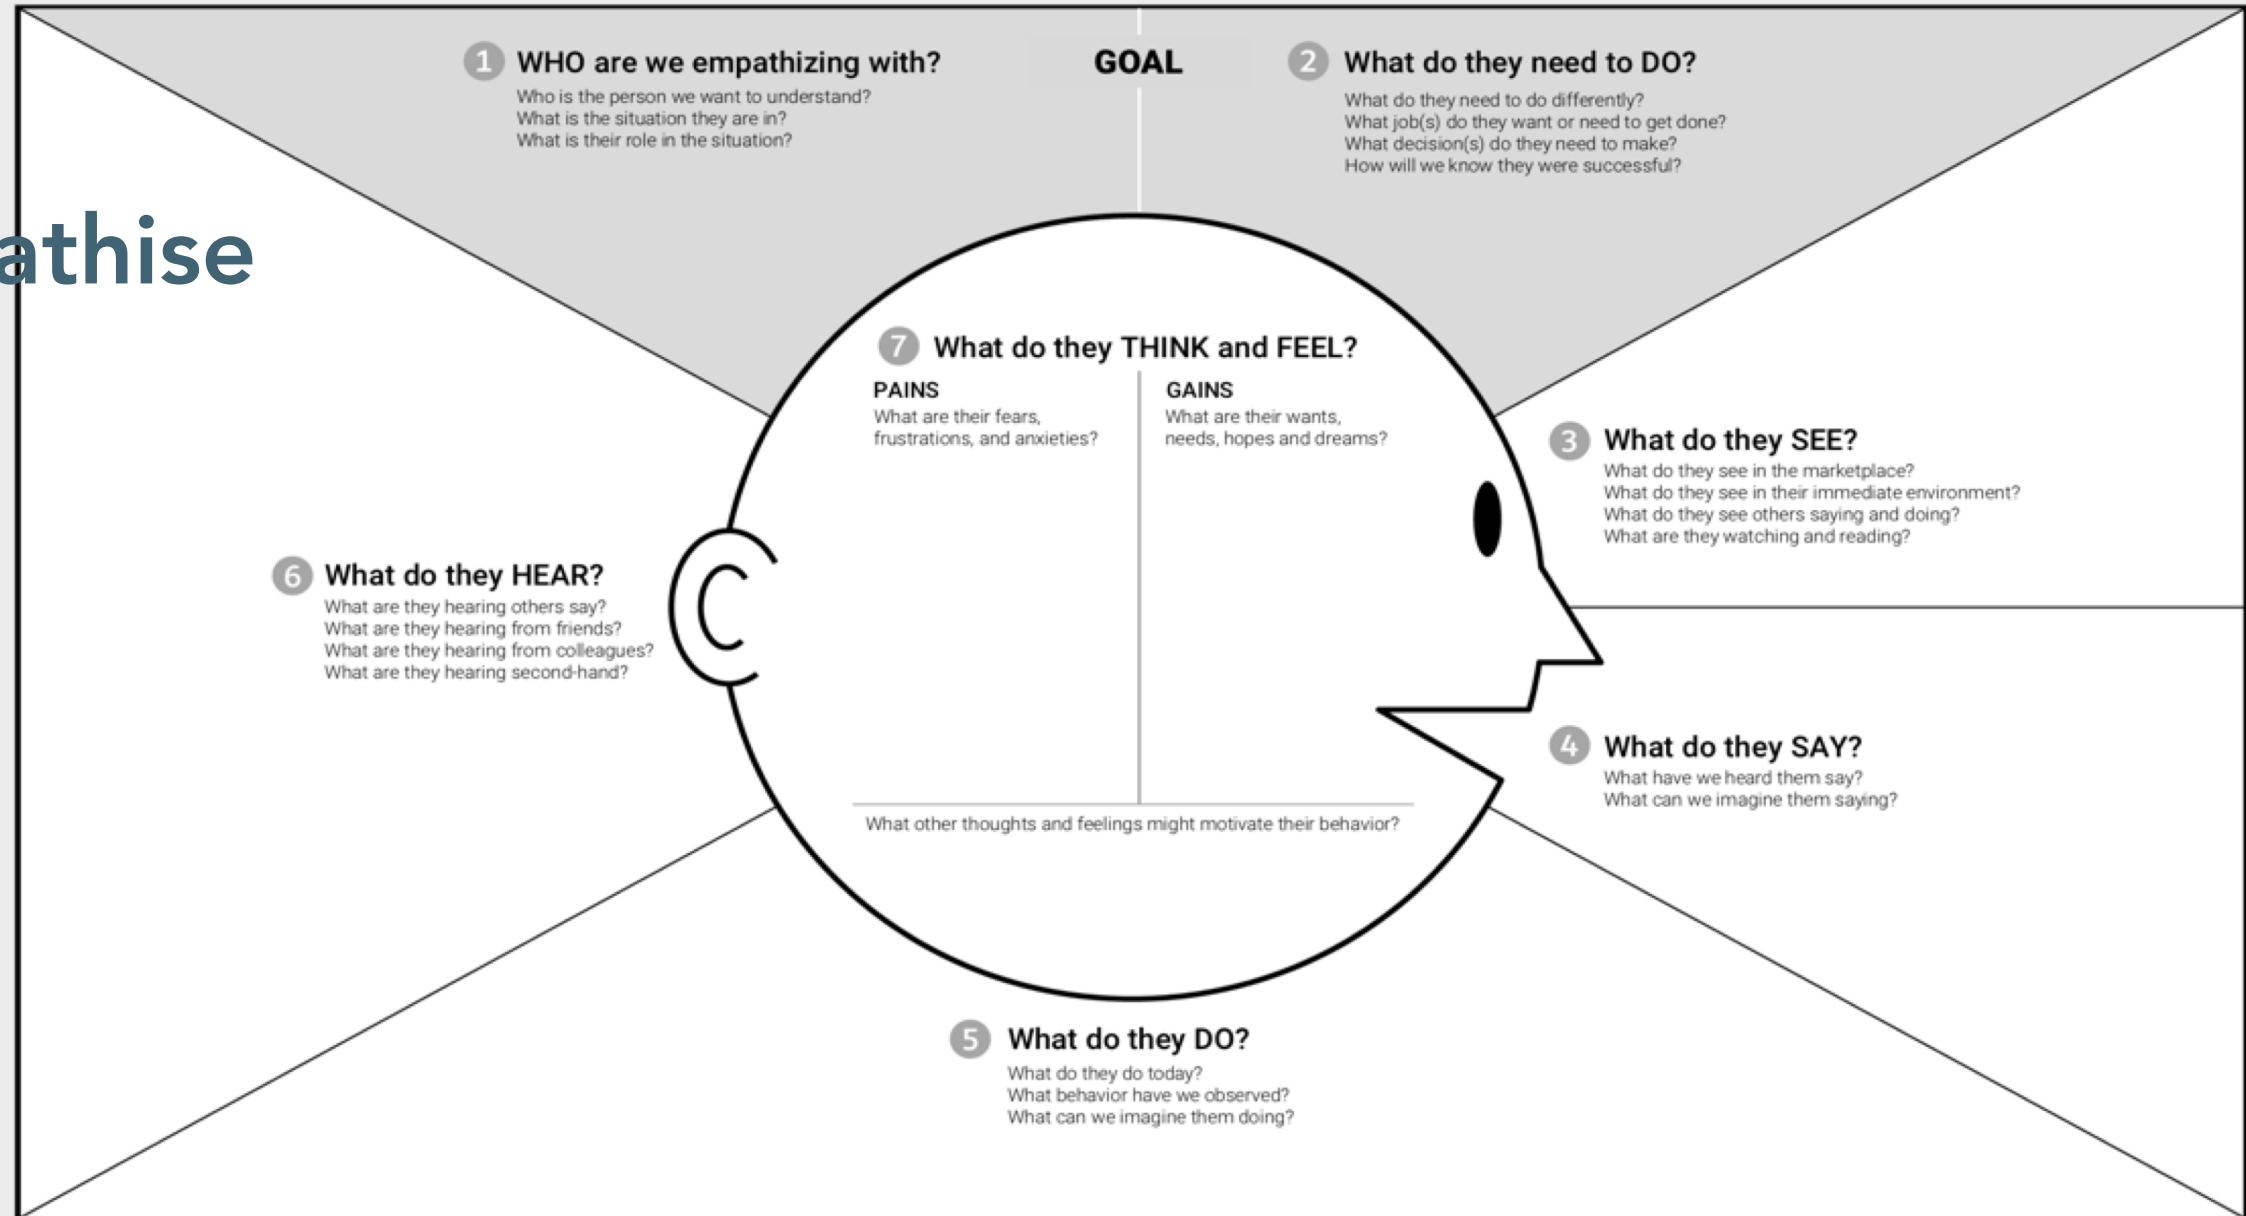 1 WHO are we empathizing with?
Who is the person we want to understand?
What is the situation they are in?
What is their role in the situation?
GOAL
2 What do they need to DO?
What do they need to do differently?
What job(s) do they want or need to get done?
What decision(s) do they need to make?
How will we know they were successful?
athise
7 What do they THINK and FEEL?
PAINS
What are their fears,
frustrations, and anxieties?
GAINS
What are their wants,
needs, hopes and dreams?
3 What do they SEE?
What do they see in the marketplace?
What do they see in their immediate environment?
What do they see others saying and doing?
What are they watching and reading?
6 What do they HEAR?
What are they hearing others say?
What are they hearing from friends?
What are they hearing from colleagues?
What are they hearing second-hand?
4 What do they SAY?
What have we heard them say?
What can we imagine them saying?
What other thoughts and feelings might motivate their behavior?
5 What do they DO?
What do they do today?
What behavior have we observed?
What can we imagine them doing?